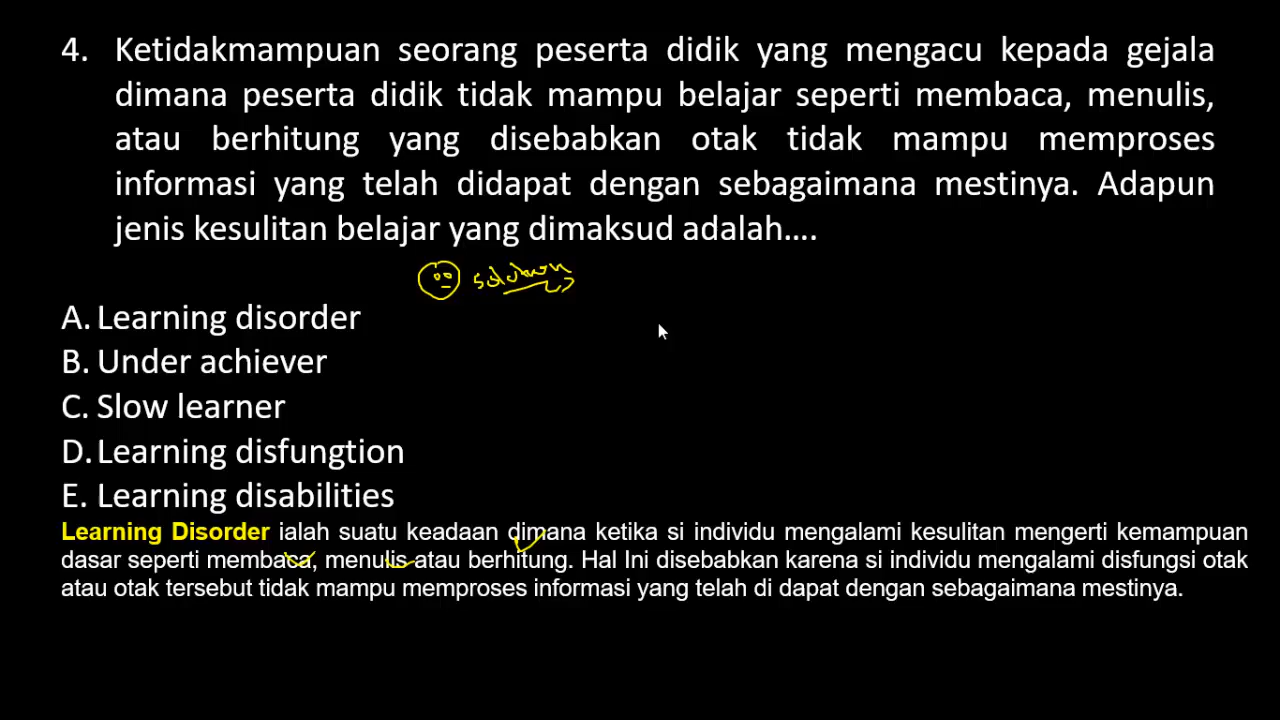 4. Ketidakmampuan seorang peserta didik yang mengacu kepada gejala
dimana peserta didik tidak mampu belajar seperti membaca, menulis,
atau berhitung yang disebabkan otak tidak mampu memproses
informasi yang telah didapat dengan sebagaimana mestinya. Adapun
jenis kesulitan belajar yang dimaksud adalah....
A. Learning disorder
B. Under achiever
C. Slow learner
D. Learning disfungtion
E. Learning disabilities
Learning Disorder ialah suatu keadaan dimana ketika si individu mengalami kesulitan mengerti kemampuan
dasar seperti membaca, menulis atau berhitung. Hal Ini disebabkan karena si individu mengalami disfungsi otak
atau otak tersebut tidak mampu memproses informasi yang telah di dapat dengan sebagaimana mestinya.